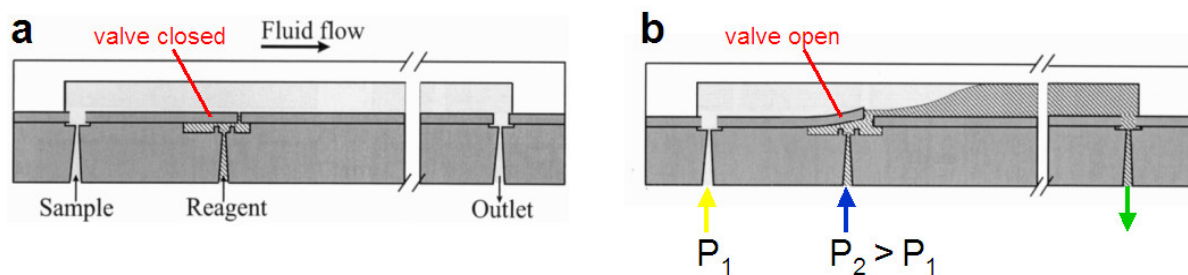 a
valve closed
Fluid flow
Sample
Reagent
Outlet
b
valve open
P1
P2 > P1